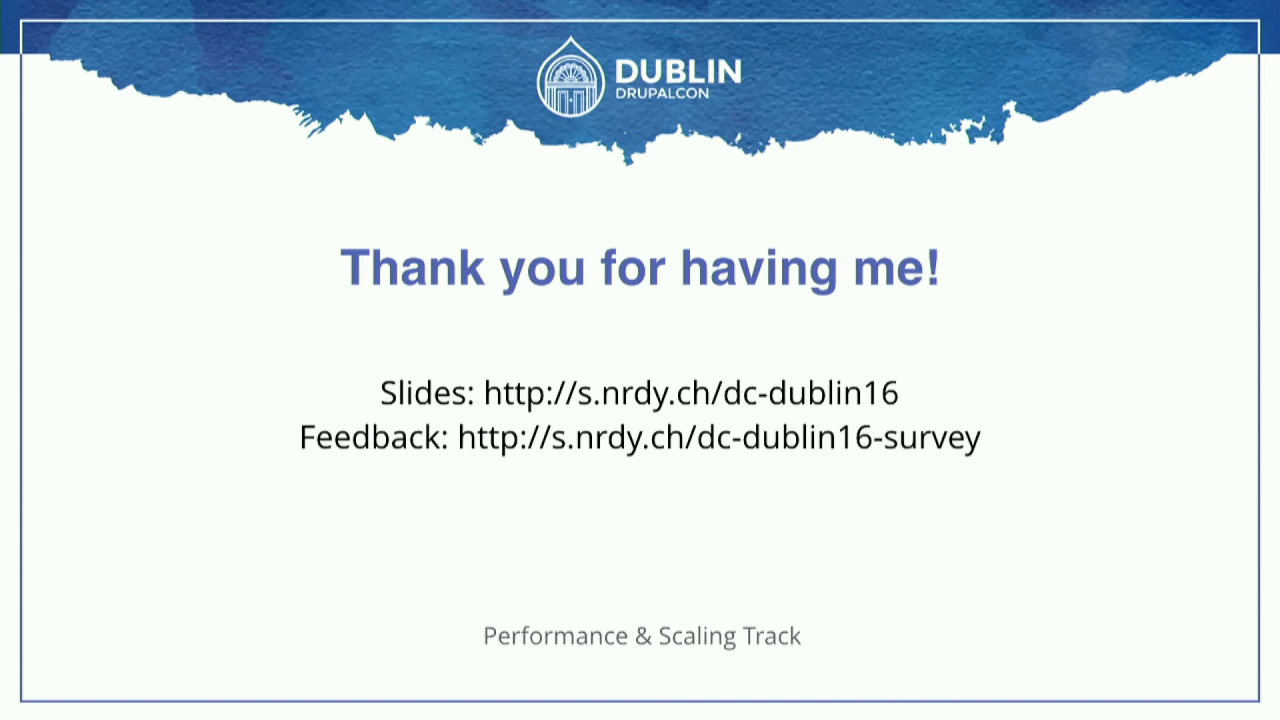 DUBLIN
DRUPALCON
Thank you for having me!
Slides: http://s.nrdy.ch/dc-dublin16
Feedback: http://s.nrdy.ch/dc-dublin16-survey
Performance & Scaling Track